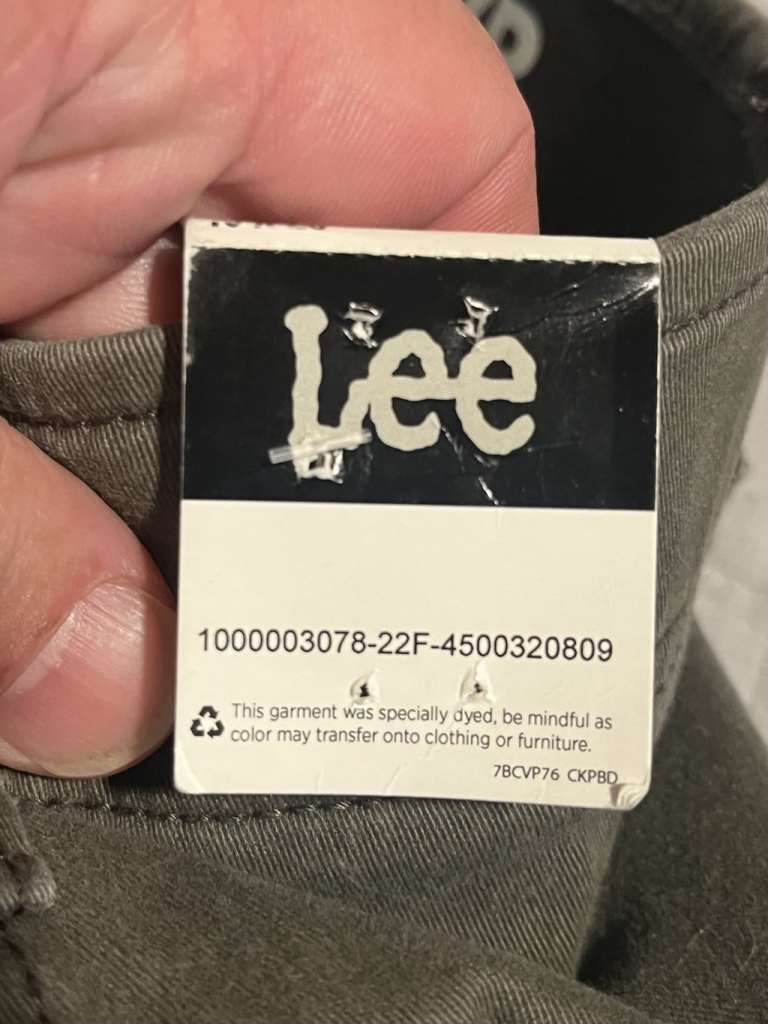 Lee
1000003078-22F-4500320809
This garment was specially dyed, be mindful as
color may transfer onto clothing or furniture.
7BCVP76 CKPBD